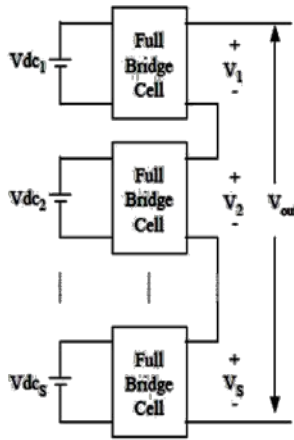 Vdc1
Full
Bridge
Cell
+
V1
-
Vdc2
Full
Bridge
Cell
+
V2
-
Vout
VdcS
Full
Bridge
Cell
+
VS
-